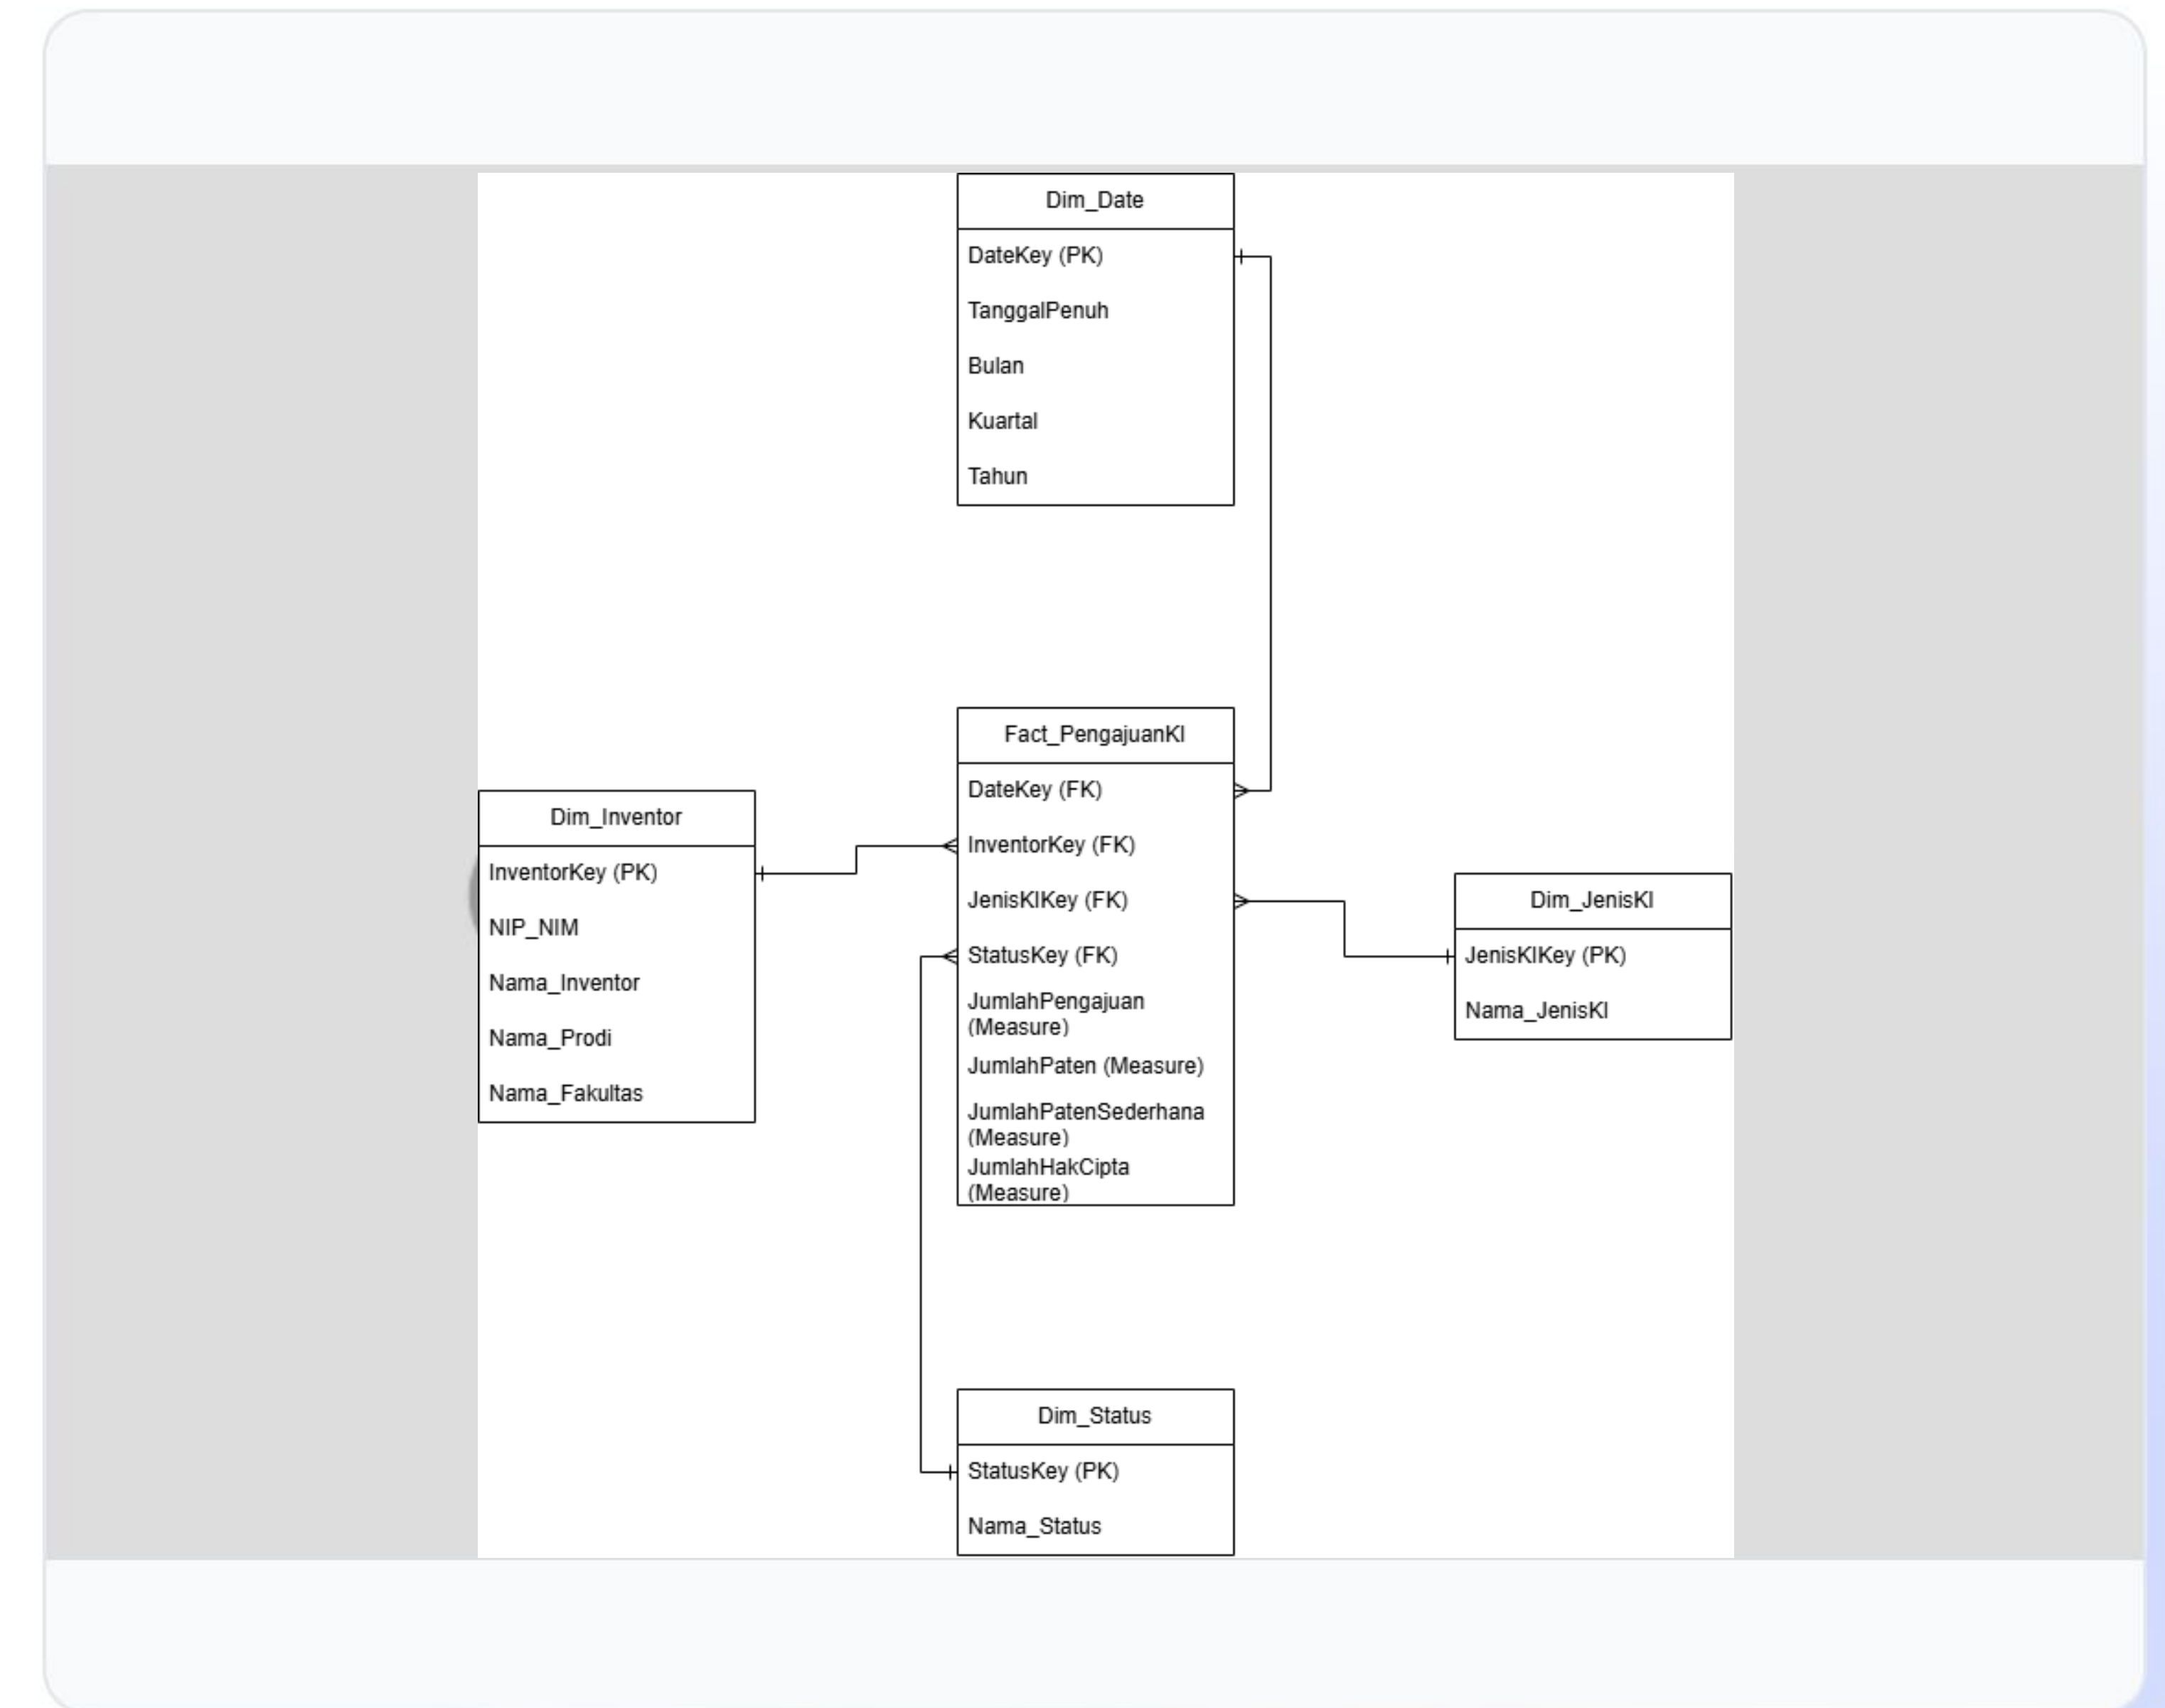 Dim_Date
DateKey (PK)
TanggalPenuh
Bulan
Kuartal
Tahun
Fact_PengajuanKI
DateKey (FK)
InventorKey (FK)
JenisKIKey (FK)
StatusKey (FK)
JumlahPengajuan
(Measure)
JumlahPaten (Measure)
JumlahPatenSederhana
(Measure)
JumlahHakCipta
(Measure)
Dim_Inventor
InventorKey (PK)
NIP_NIM
Nama_Inventor
Nama_Prodi
Nama_Fakultas
Dim_JenisKI
JenisKIKey (PK)
Nama_JenisKI
Dim_Status
StatusKey (PK)
Nama_Status